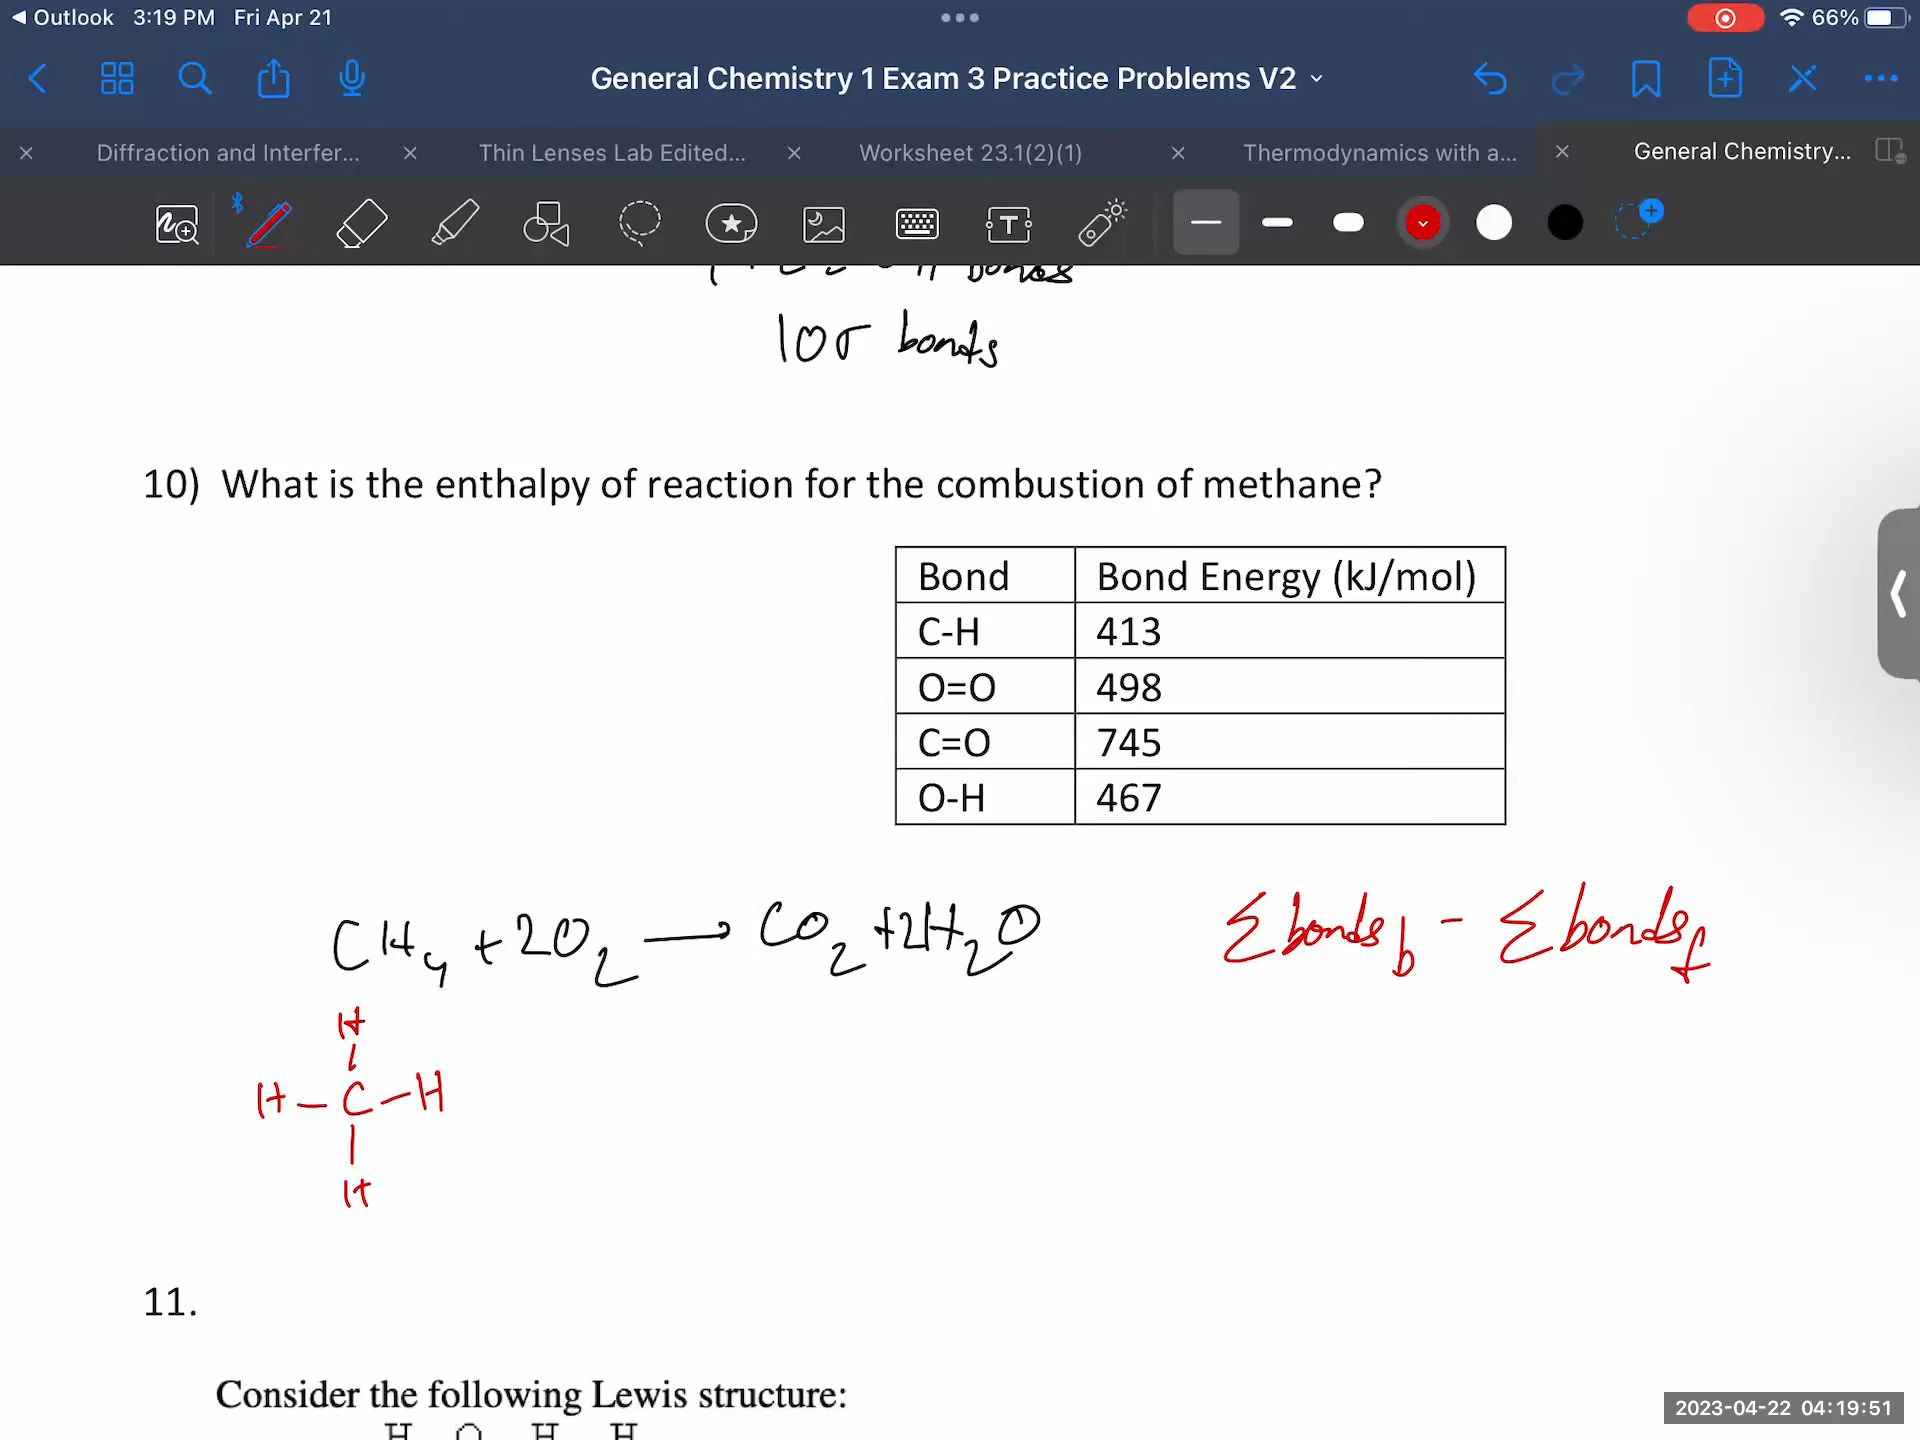 Outlook 3:19 PM Fri Apr 21
66%
General Chemistry 1 Exam 3 Practice Problems V2
Diffraction and Interfer... Thin Lenses Lab Edited... Worksheet 23.1(2)(1) Thermodynamics with a... General Chemistry...
T
bonds
10σ bonds
10) What is the enthalpy of reaction for the combustion of methane?
Bond Bond Energy (kJ/mol)
C-H 413
O=O 498
C=O 745
O-H 467
CH₄ + 2O₂ → CO₂ + 2H₂O Σ bonds_b - Σ bonds_f
H
H - C - H
H
11.
Consider the following Lewis structure:
H O H H
2023-04-22 04:19:51